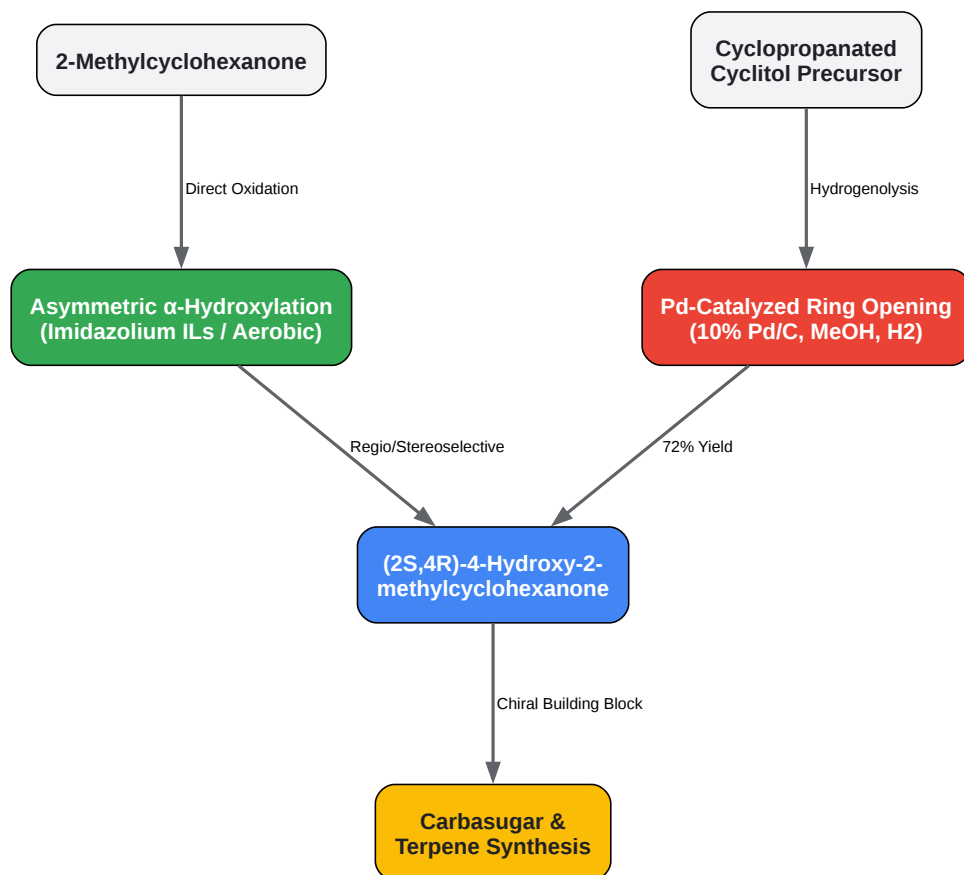 2-Methylcyclohexanone
Cyclopropanated
Cyclitol Precursor
Direct Oxidation
Hydrogenolysis
Asymmetric α-Hydroxylation
(Imidazolium ILs / Aerobic)
Pd-Catalyzed Ring Opening
(10% Pd/C, MeOH, H2)
Regio/Stereoselective
72% Yield
(2S,4R)-4-Hydroxy-2-
methylcyclohexanone
Chiral Building Block
Carbasugar &
Terpene Synthesis